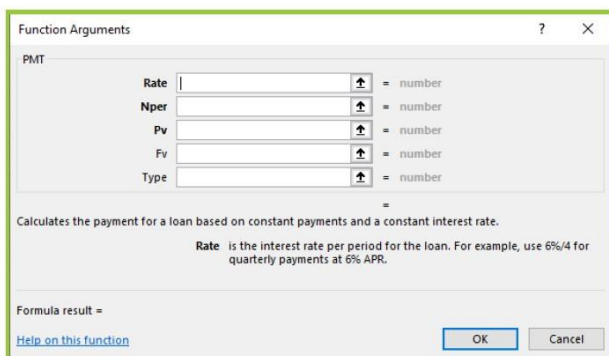 Function Arguments ? ×
PMT
Rate = number
Nper = number
Pv = number
Fv = number
Type = number
=
Calculates the payment for a loan based on constant payments and a constant interest rate.
Rate is the interest rate per period for the loan. For example, use 6%/4 for
quarterly payments at 6% APR.
Formula result =
Help on this function OK Cancel